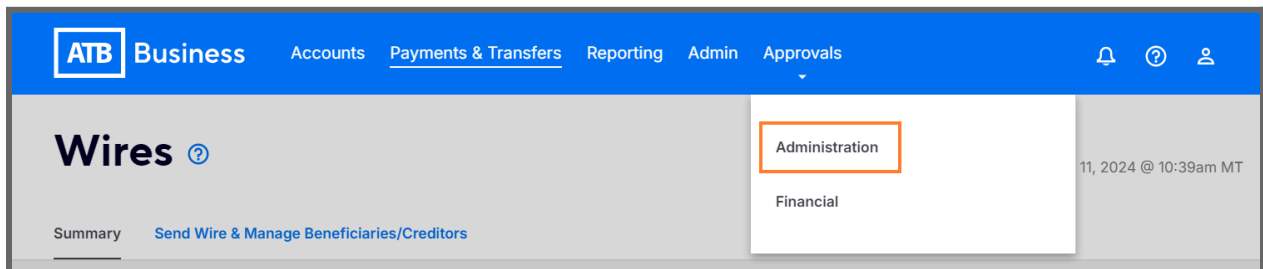 ATB Business Accounts Payments & Transfers Reporting Admin Approvals
Wires
Administration
11, 2024 @ 10:39am MT
Financial
Summary Send Wire & Manage Beneficiaries/Creditors